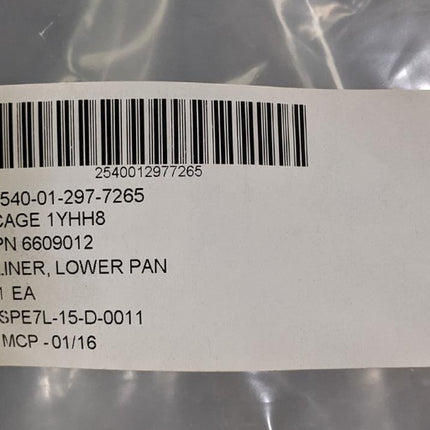 2540012977265
540-01-297-7265
CAGE 1YHH8
PN 6609012
LINER, LOWER PAN
1 EA
SPE7L-15-D-0011
MCP - 01/16